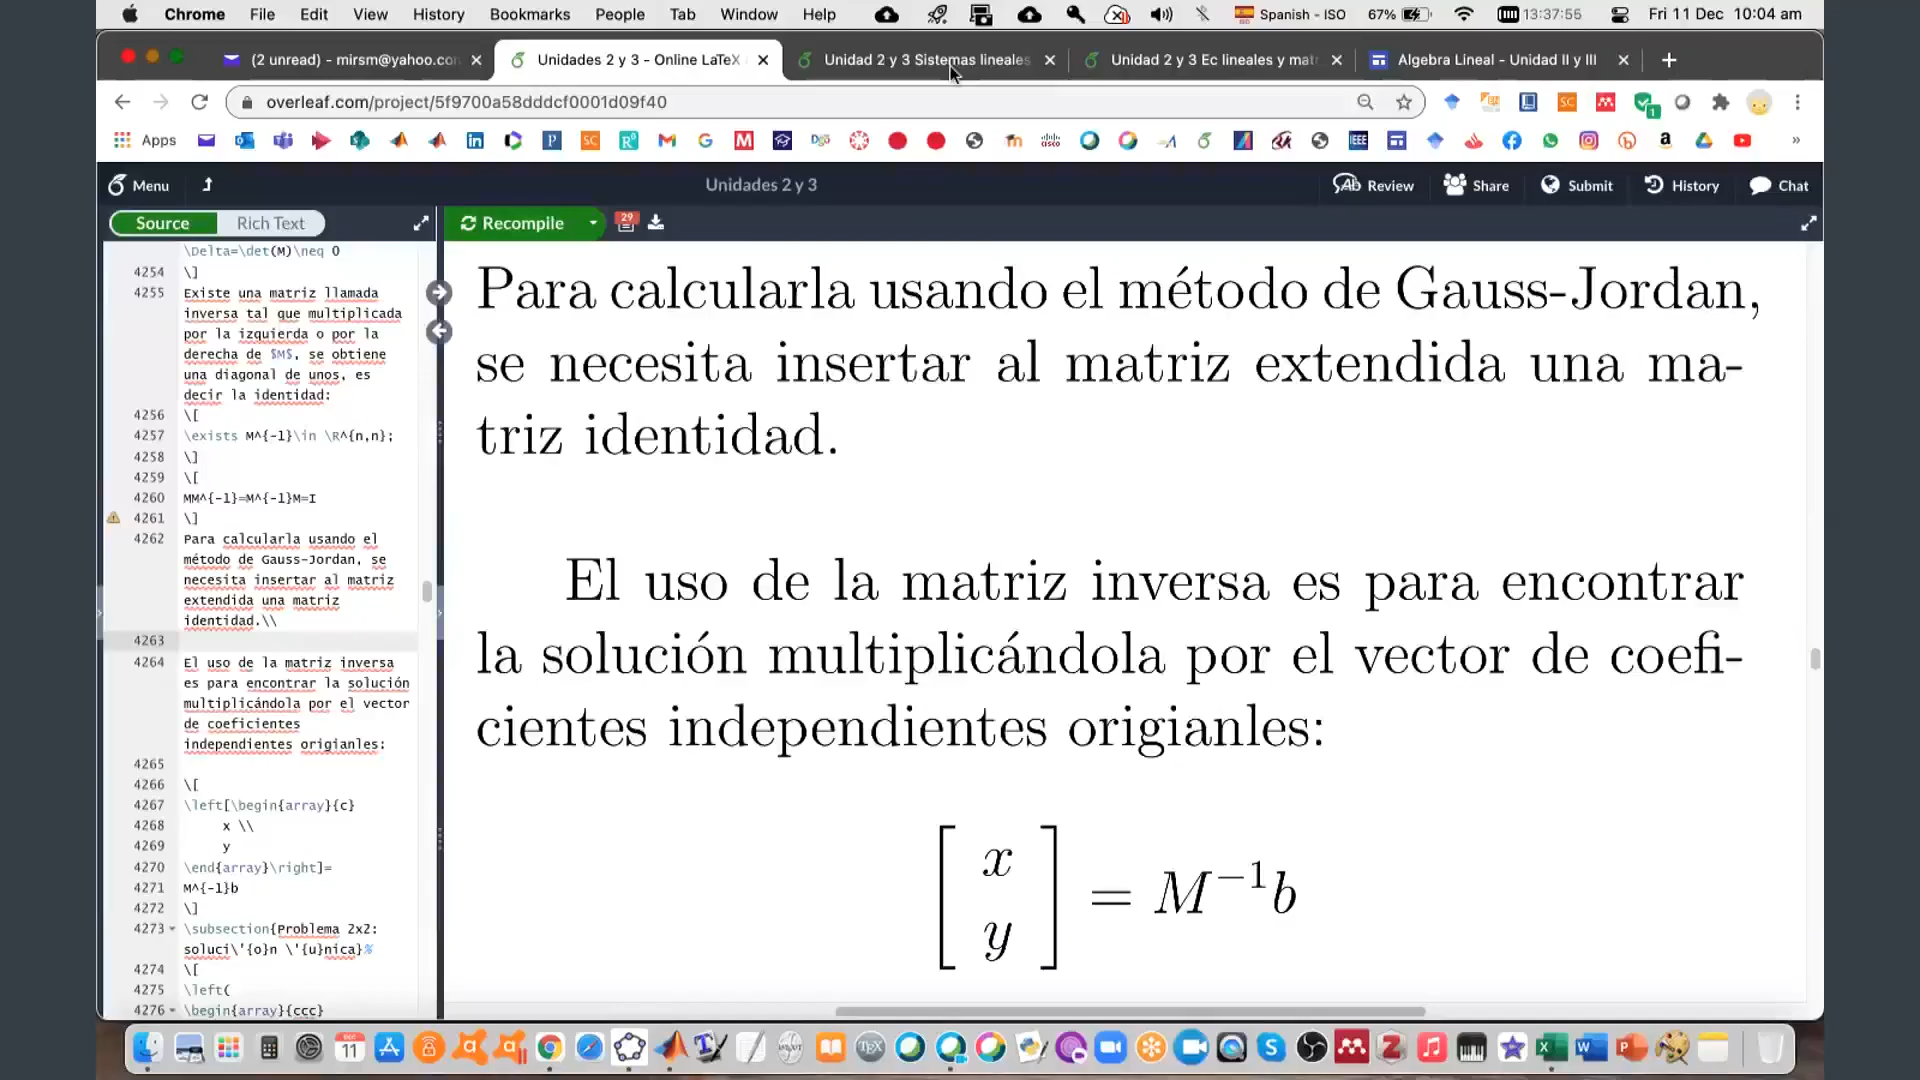 Chrome File Edit View History Bookmarks People Tab Window Help Spanish - ISO 67% 13:37:55 Fri 11 Dec 10:04 am
(2 unread) - mirsm@yahoo.co Unidades 2 y 3 - Online LaTeX Unidad 2 y 3 Sistemas lineales Unidad 2 y 3 Ec lineales y mat Algebra Lineal - Unidad II y III
overleaf.com/project/5f9700a58dddcf0001d09f40
Apps
Menu Unidades 2 y 3 Review Share Submit History Chat
Source Rich Text Recompile 29
\Delta=\det(M)\neq 0
4254 \]
4255 Existe una matriz llamada
inversa tal que multiplicada
por la izquierda o por la
derecha de $M$, se obtiene
una diagonal de unos, es
decir la identidad:
4256 \[
4257 \exists M^{-1}\in \R^{n,n};
4258 \]
4259 \[
4260 MM^{-1}=M^{-1}M=I
4261 \]
4262 Para calcularla usando el
método de Gauss-Jordan, se
necesita insertar al matriz
extendida una matriz
identidad.\\
4263
4264 El uso de la matriz inversa
es para encontrar la solución
multiplicándola por el vector
de coeficientes
independientes origianles:
4265
4266 \[
4267 \left[\begin{array}{c}
4268 x \\
4269 y
4270 \end{array}\right]=
4271 M^{-1}b
4272 \]
4273 \subsection{Problema 2x2:
soluci\'{o}n \'{u}nica}%
4274 \[
4275 \left(
4276 \begin{array}{ccc}
Para calcularla usando el método de Gauss-Jordan,
se necesita insertar al matriz extendida una ma-
triz identidad.
El uso de la matriz inversa es para encontrar
la solución multiplicándola por el vector de coefi-
cientes independientes origianles:
[ x
y ] = M⁻¹b